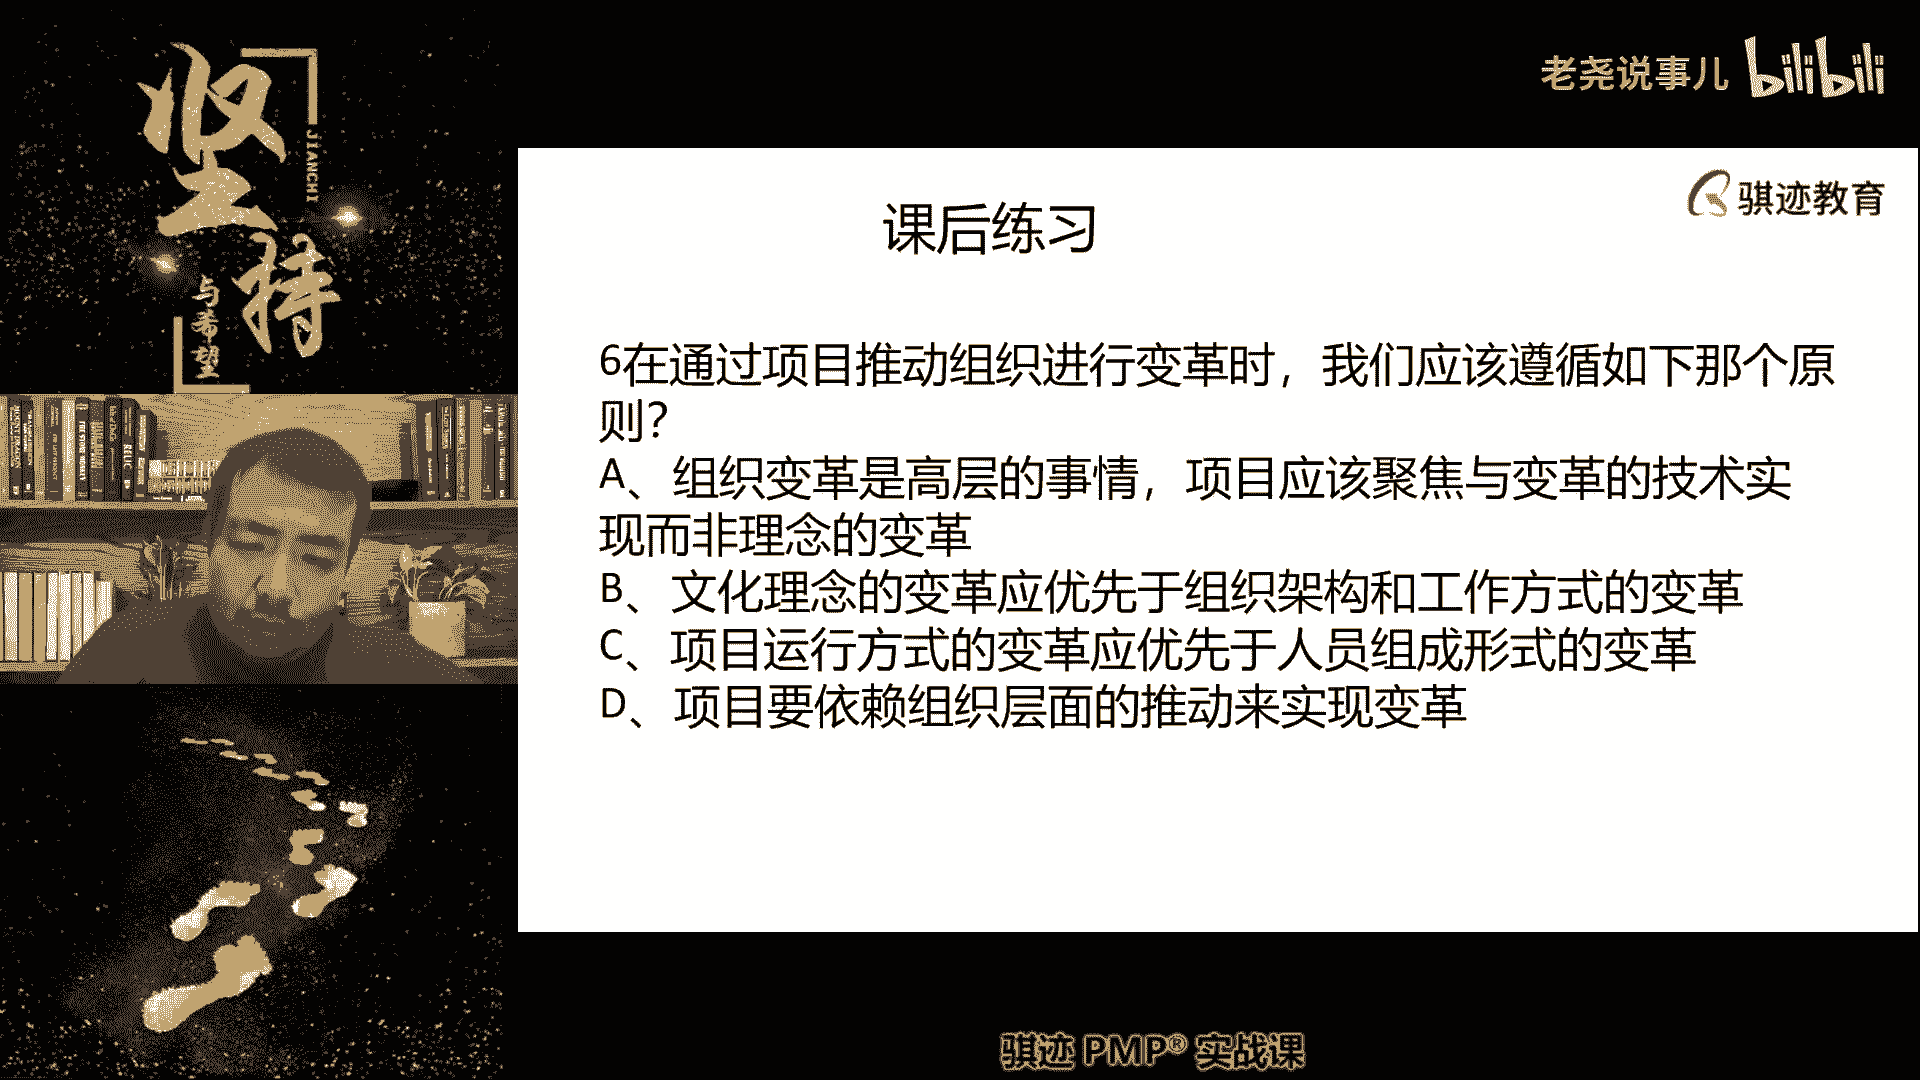 坚持
JIANCHI
与希望
老尧说事儿 bilibili
骐迹教育
课后练习
6在通过项目推动组织进行变革时，我们应该遵循如下那个原
则？
A、组织变革是高层的事情，项目应该聚焦与变革的技术实
现而非理念的变革
B、文化理念的变革应优先于组织架构和工作方式的变革
C、项目运行方式的变革应优先于人员组成形式的变革
D、项目要依赖组织层面的推动来实现变革
骐迹 PMP® 实战课